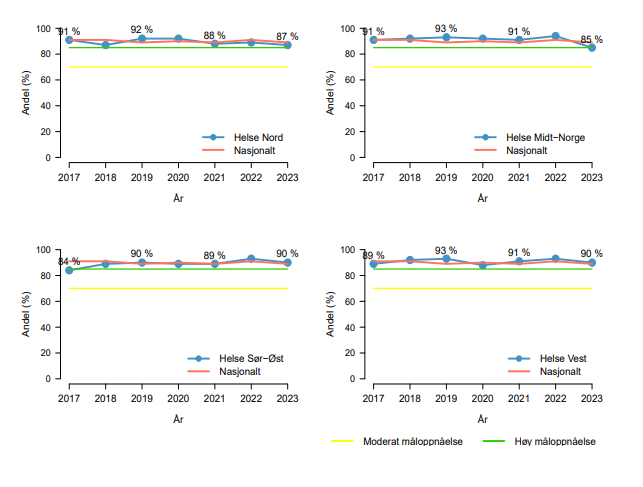 100
80
60
40
20
0
Andel (%)
91 %
92 %
88 %
87 %
Helse Nord
Nasjonalt
2017 2018 2019 2020 2021 2022 2023
År
100
80
60
40
20
0
Andel (%)
91 %
93 %
91 %
85 %
Helse Midt−Norge
Nasjonalt
2017 2018 2019 2020 2021 2022 2023
År
100
80
60
40
20
0
Andel (%)
84 %
90 %
89 %
90 %
Helse Sør−Øst
Nasjonalt
2017 2018 2019 2020 2021 2022 2023
År
100
80
60
40
20
0
Andel (%)
89 %
93 %
91 %
90 %
Helse Vest
Nasjonalt
2017 2018 2019 2020 2021 2022 2023
År
Moderat måloppnåelse Høy måloppnåelse